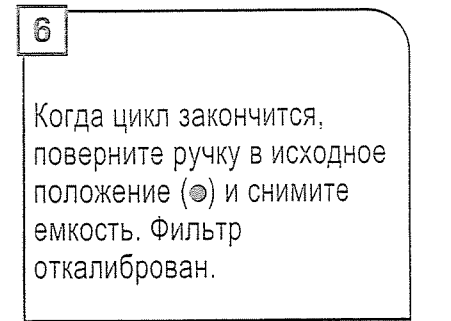 6
Когда цикл закончится,
поверните ручку в исходное
положение (●) и снимите
емкость. Фильтр
откалиброван.